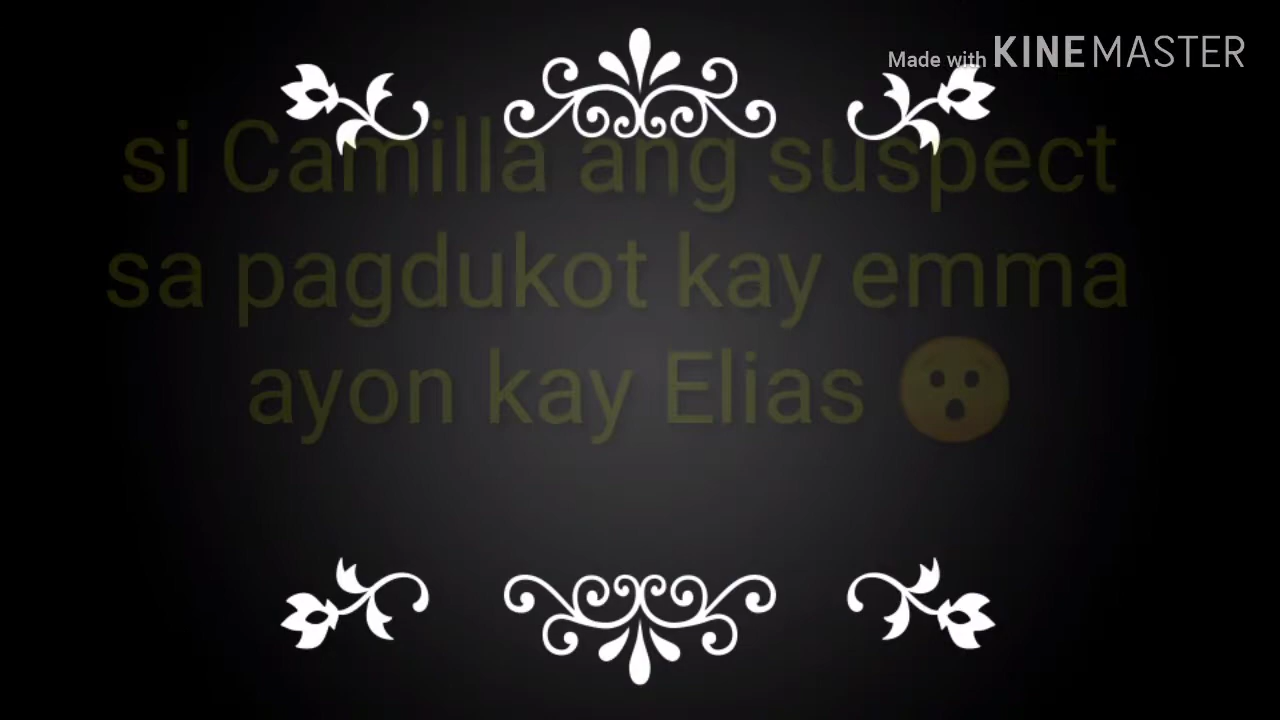 Made with KINEMASTER
si Camilla ang suspect
sa pagdukot kay emma
ayon kay Elias 😮